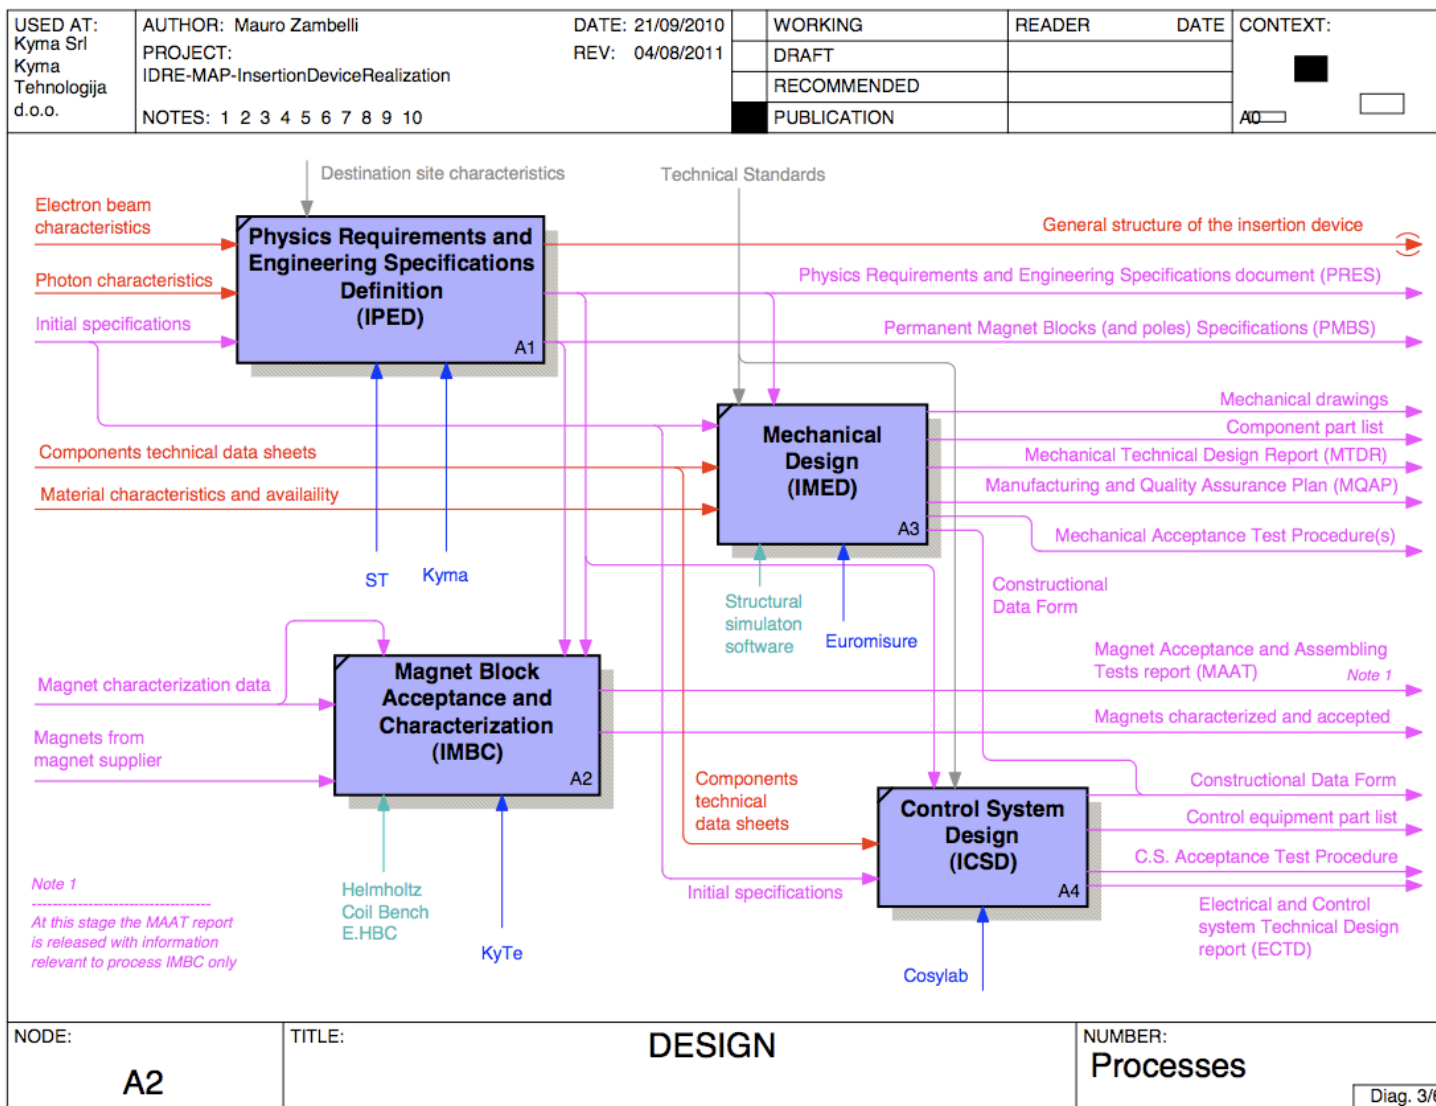 USED AT:
Kyma Srl
Kyma
Tehnologija
d.o.o.
AUTHOR: Mauro Zambelli
DATE: 21/09/2010
PROJECT:
REV: 04/08/2011
IDRE-MAP-InsertionDeviceRealization
NOTES: 1 2 3 4 5 6 7 8 9 10
WORKING
DRAFT
RECOMMENDED
PUBLICATION
READER DATE
CONTEXT:
A0
Destination site characteristics
Technical Standards
Electron beam
characteristics
Photon characteristics
Initial specifications
Physics Requirements and
Engineering Specifications
Definition
(IPED)
A1
General structure of the insertion device
Physics Requirements and Engineering Specifications document (PRES)
Permanent Magnet Blocks (and poles) Specifications (PMBS)
Components technical data sheets
Material characteristics and availaility
Mechanical
Design
(IMED)
A3
Mechanical drawings
Component part list
Mechanical Technical Design Report (MTDR)
Manufacturing and Quality Assurance Plan (MQAP)
Mechanical Acceptance Test Procedure(s)
ST
Kyma
Structural
simulaton
software
Euromisure
Constructional
Data Form
Magnet characterization data
Magnets from
magnet supplier
Magnet Block
Acceptance and
Characterization
(IMBC)
A2
Magnet Acceptance and Assembling
Tests report (MAAT)
Note 1
Magnets characterized and accepted
Components
technical
data sheets
Initial specifications
Control System
Design
(ICSD)
A4
Constructional Data Form
Control equipment part list
C.S. Acceptance Test Procedure
Electrical and Control
system Technical Design
report (ECTD)
Helmholtz
Coil Bench
E.HBC
KyTe
Cosylab
Note 1
-----------------------------------
At this stage the MAAT report
is released with information
relevant to process IMBC only
NODE:
A2
TITLE:
DESIGN
NUMBER:
Processes
Diag. 3/6